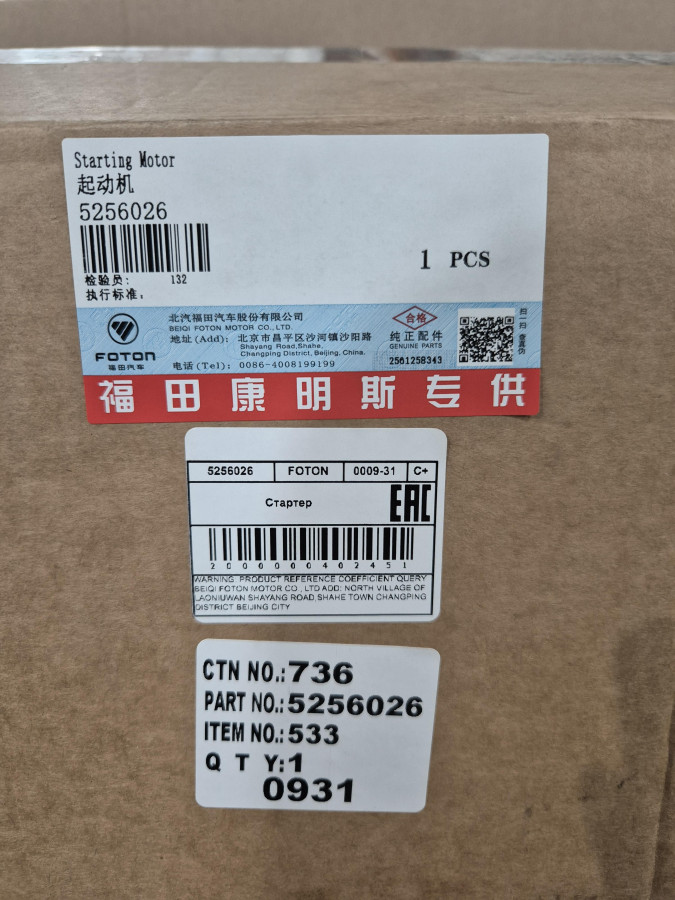 Starting Motor
起动机
5256026
1 PCS
检验员: 132
执行标准:
FOTON
福田汽车
北汽福田汽车股份有限公司
BEIQI FOTON MOTOR CO., LTD.
地址(Add): 北京市昌平区沙河镇沙阳路
Shayang Road,Shahe,
Changping District, Beijing, China.
电话(Tel): 0086-4008199199
合格
纯正配件
GENUINE PARTS
2561258343
扫一扫 查真伪
福田康明斯专供
5256026 FOTON 0009-31 C+
Стартер
EAC
2000000402451
WARNING PRODUCT REFERENCE COEFFICIENT QUERY
BEIQI FOTON MOTOR CO., LTD ADD: NORTH VILLAGE OF
LAONIUWAN SHAYANG ROAD, SHAHE TOWN CHANGPING
DISTRICT BEIJING CITY
CTN NO.:736
PART NO.:5256026
ITEM NO.:533
Q T Y:1
0931